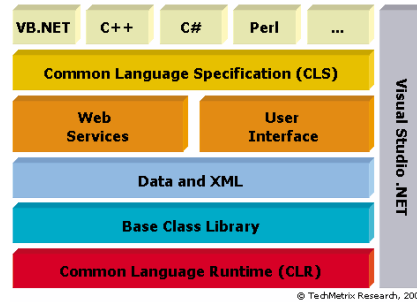 VB.NET C++ C# Perl ...
Common Language Specification (CLS)
Web
Services
User
Interface
Data and XML
Base Class Library
Common Language Runtime (CLR)
Visual Studio .NET
© TechMetrix Research,